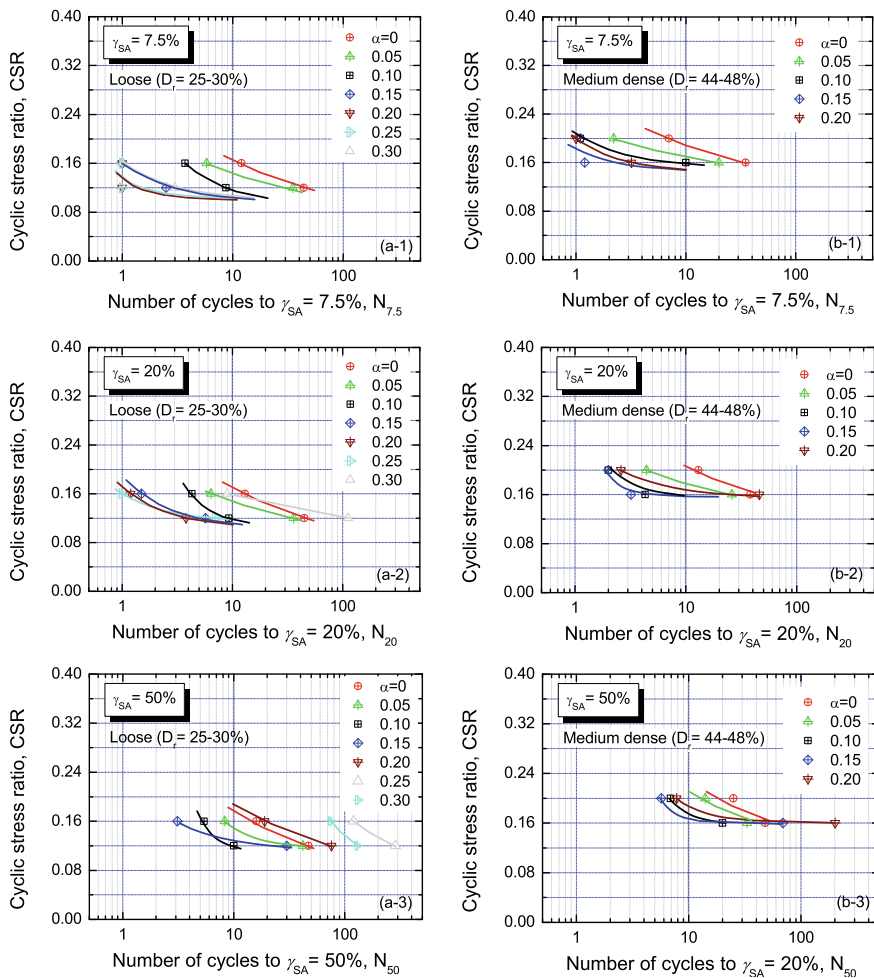 0.40
0.32
0.24
0.16
0.08
0.00
Cyclic stress ratio, CSR
γSA = 7.5%
Loose (Dr = 25-30%)
α=0
0.05
0.10
0.15
0.20
0.25
0.30
(a-1)
1 10 100
Number of cycles to γSA = 7.5%, N7.5
0.40
0.32
0.24
0.16
0.08
0.00
Cyclic stress ratio, CSR
γSA = 7.5%
Medium dense (Dr = 44-48%)
α=0
0.05
0.10
0.15
0.20
(b-1)
1 10 100
Number of cycles to γSA = 7.5%, N7.5
0.40
0.32
0.24
0.16
0.08
0.00
Cyclic stress ratio, CSR
γSA = 20%
Loose (Dr = 25-30%)
α=0
0.05
0.10
0.15
0.20
0.25
0.30
(a-2)
1 10 100
Number of cycles to γSA = 20%, N20
0.40
0.32
0.24
0.16
0.08
0.00
Cyclic stress ratio, CSR
γSA = 20%
Medium dense (Dr = 44-48%)
α=0
0.05
0.10
0.15
0.20
(b-2)
1 10 100
Number of cycles to γSA = 20%, N20
0.40
0.32
0.24
0.16
0.08
0.00
Cyclic stress ratio, CSR
γSA = 50%
Loose (Dr = 25-30%)
α=0
0.05
0.10
0.15
0.20
0.25
0.30
(a-3)
1 10 100
Number of cycles to γSA = 50%, N50
0.40
0.32
0.24
0.16
0.08
0.00
Cyclic stress ratio, CSR
γSA = 50%
Medium dense (Dr = 44-48%)
α=0
0.05
0.10
0.15
0.20
(b-3)
1 10 100
Number of cycles to γSA = 20%, N50